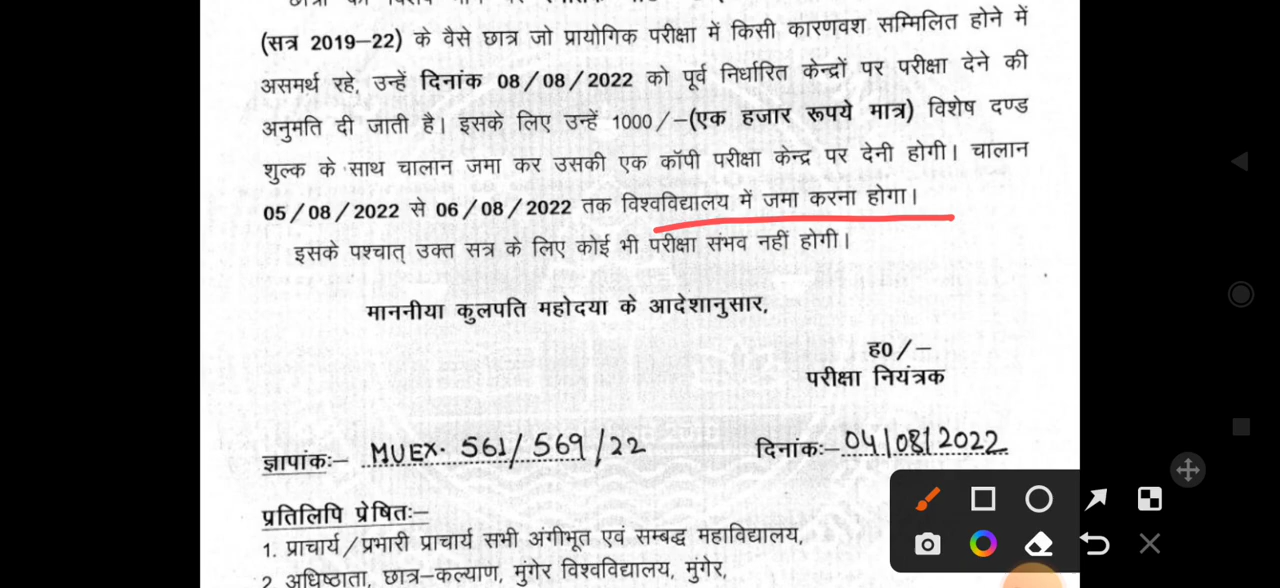 (सत्र 2019–22) के वैसे छात्र जो प्रायोगिक परीक्षा में किसी कारणवश सम्मिलित होने में
असमर्थ रहे, उन्हें दिनांक 08/08/2022 को पूर्व निर्धारित केन्द्रों पर परीक्षा देने की
अनुमति दी जाती है। इसके लिए उन्हें 1000/–(एक हजार रूपये मात्र) विशेष दण्ड
शुल्क के साथ चालान जमा कर उसकी एक कॉपी परीक्षा केन्द्र पर देनी होगी। चालान
05/08/2022 से 06/08/2022 तक विश्वविद्यालय में जमा करना होगा।
इसके पश्चात् उक्त सत्र के लिए कोई भी परीक्षा संभव नहीं होगी।
माननीया कुलपति महोदया के आदेशानुसार,
ह0/–
परीक्षा नियंत्रक
ज्ञापांकः– MUEX. 561/569/22 दिनांकः– 04/08/2022
प्रतिलिपि प्रेषितः–
1. प्राचार्य/प्रभारी प्राचार्य सभी अंगीभूत एवं सम्बद्ध महाविद्यालय,
2. अधिष्ठाता, छात्र–कल्याण, मुंगेर विश्वविद्यालय, मुंगेर,